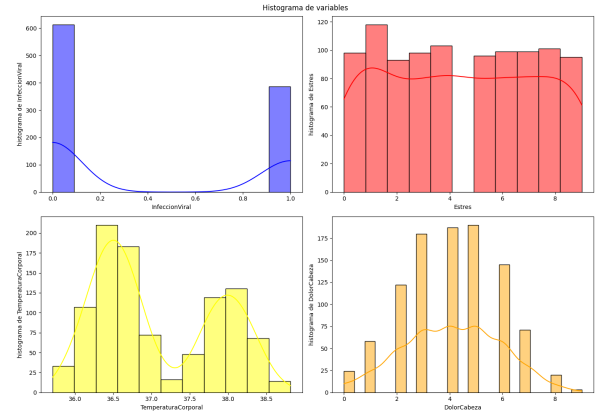 Histograma de variables
histograma de InfeccionViral
600
500
400
300
200
100
0
0.0 0.2 0.4 0.6 0.8 1.0
InfeccionViral
histograma de Estres
120
100
80
60
40
20
0
0 2 4 6 8
Estres
histograma de TemperaturaCorporal
200
175
150
125
100
75
50
25
0
36.0 36.5 37.0 37.5 38.0 38.5
TemperaturaCorporal
histograma de DolorCabeza
175
150
125
100
75
50
25
0
0 2 4 6 8
DolorCabeza